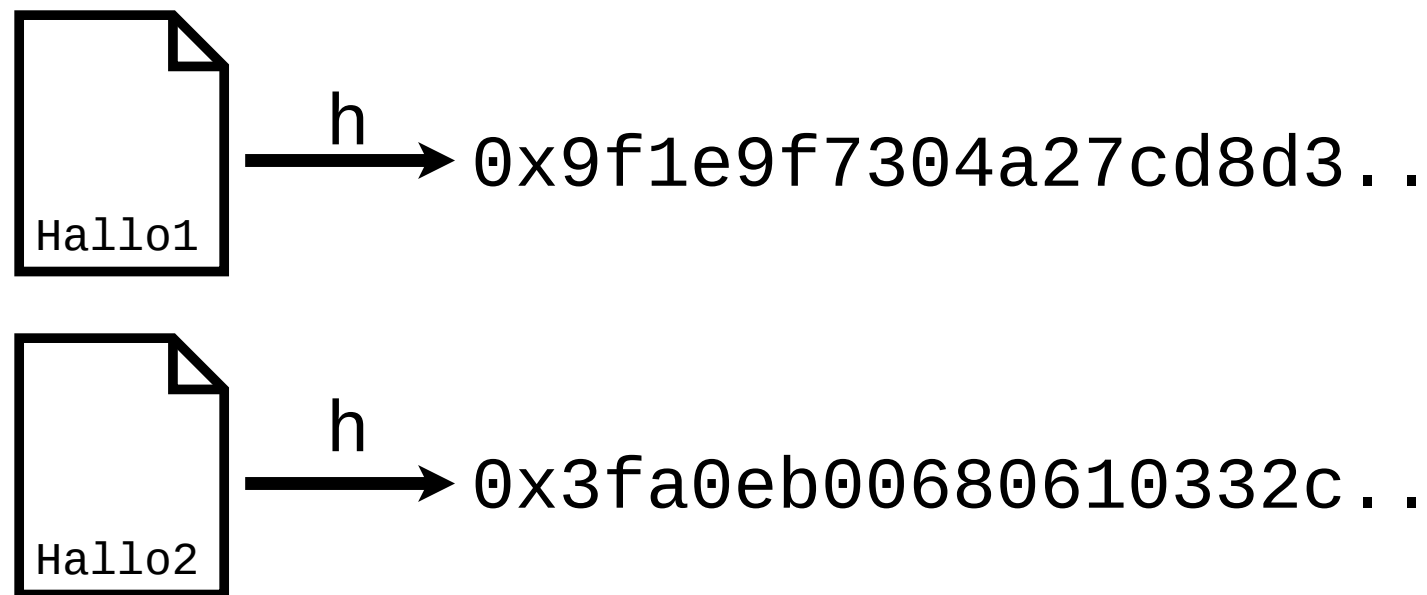 h
0x9f1e9f7304a27cd8d3..
Hallo1
h
0x3fa0eb00680610332c..
Hallo2